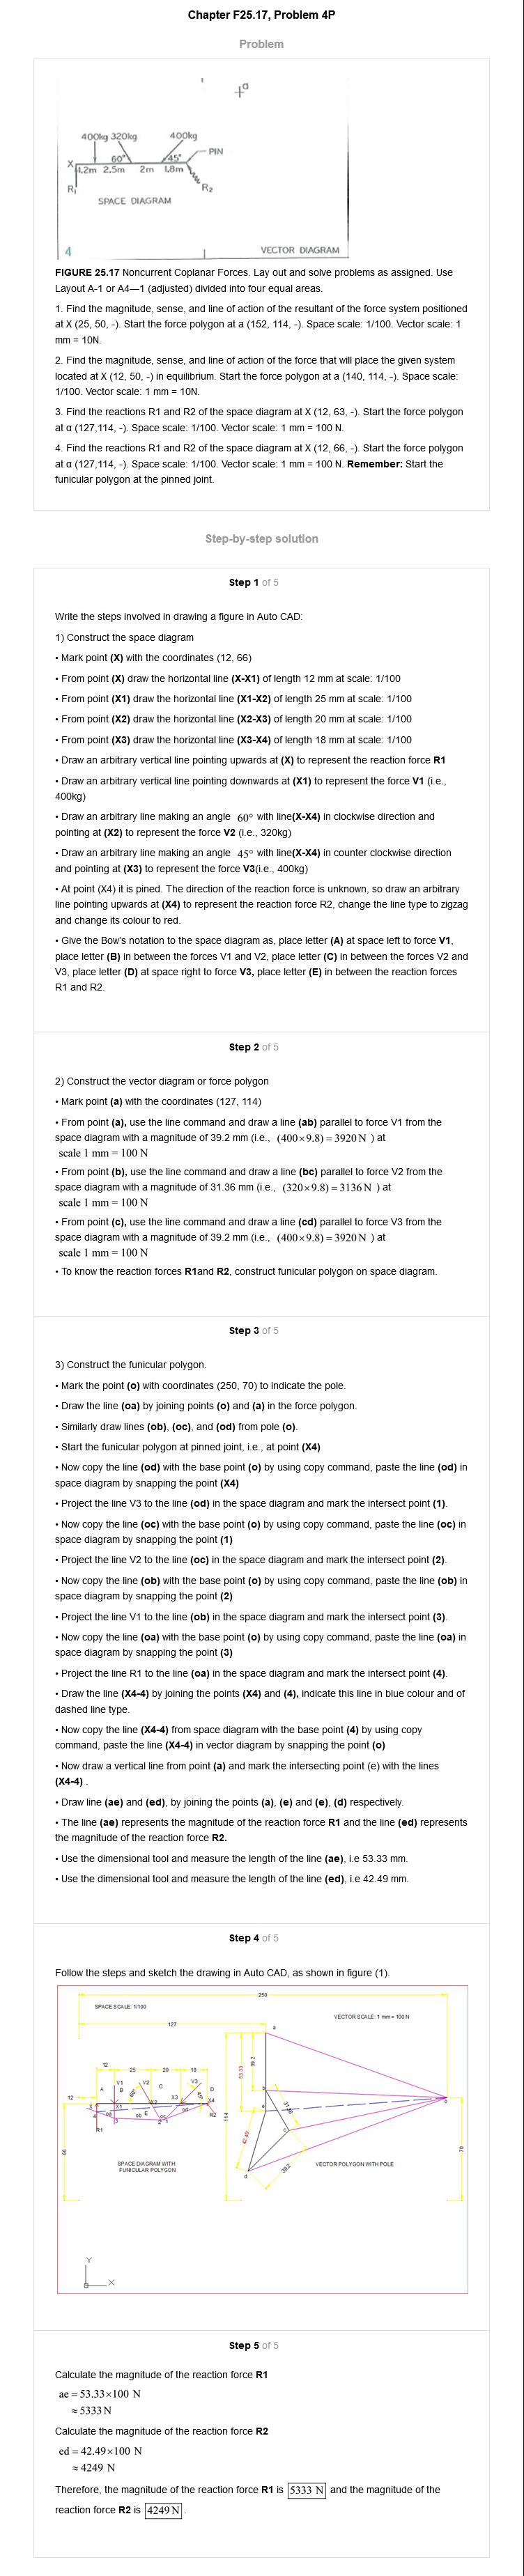 Chapter F25.17, Problem 4P
Problem
a
400kg 320kg 400kg
PIN
X 60° 45°
1.2m 2.5m 2m 1.8m
R1 R2
SPACE DIAGRAM
4 VECTOR DIAGRAM
FIGURE 25.17 Noncurrent Coplanar Forces. Lay out and solve problems as assigned. Use
Layout A-1 or A4—1 (adjusted) divided into four equal areas.
1. Find the magnitude, sense, and line of action of the resultant of the force system positioned
at X (25, 50, -). Start the force polygon at a (152, 114, -). Space scale: 1/100. Vector scale: 1
mm = 10N.
2. Find the magnitude, sense, and line of action of the force that will place the given system
located at X (12, 50, -) in equilibrium. Start the force polygon at a (140, 114, -). Space scale:
1/100. Vector scale: 1 mm = 10N.
3. Find the reactions R1 and R2 of the space diagram at X (12, 63, -). Start the force polygon
at α (127,114, -). Space scale: 1/100. Vector scale: 1 mm = 100 N.
4. Find the reactions R1 and R2 of the space diagram at X (12, 66, -). Start the force polygon
at α (127,114, -). Space scale: 1/100. Vector scale: 1 mm = 100 N. Remember: Start the
funicular polygon at the pinned joint.
Step-by-step solution
Step 1 of 5
Write the steps involved in drawing a figure in Auto CAD:
1) Construct the space diagram
• Mark point (X) with the coordinates (12, 66)
• From point (X) draw the horizontal line (X-X1) of length 12 mm at scale: 1/100
• From point (X1) draw the horizontal line (X1-X2) of length 25 mm at scale: 1/100
• From point (X2) draw the horizontal line (X2-X3) of length 20 mm at scale: 1/100
• From point (X3) draw the horizontal line (X3-X4) of length 18 mm at scale: 1/100
• Draw an arbitrary vertical line pointing upwards at (X) to represent the reaction force R1
• Draw an arbitrary vertical line pointing downwards at (X1) to represent the force V1 (i.e.,
400kg)
• Draw an arbitrary line making an angle 60° with line(X-X4) in clockwise direction and
pointing at (X2) to represent the force V2 (i.e., 320kg)
• Draw an arbitrary line making an angle 45° with line(X-X4) in counter clockwise direction
and pointing at (X3) to represent the force V3(i.e., 400kg)
• At point (X4) it is pined. The direction of the reaction force is unknown, so draw an arbitrary
line pointing upwards at (X4) to represent the reaction force R2, change the line type to zigzag
and change its colour to red.
• Give the Bow's notation to the space diagram as, place letter (A) at space left to force V1,
place letter (B) in between the forces V1 and V2, place letter (C) in between the forces V2 and
V3, place letter (D) at space right to force V3, place letter (E) in between the reaction forces
R1 and R2.
Step 2 of 5
2) Construct the vector diagram or force polygon
• Mark point (a) with the coordinates (127, 114)
• From point (a), use the line command and draw a line (ab) parallel to force V1 from the
space diagram with a magnitude of 39.2 mm (i.e., (400×9.8) = 3920 N ) at
scale 1 mm = 100 N
• From point (b), use the line command and draw a line (bc) parallel to force V2 from the
space diagram with a magnitude of 31.36 mm (i.e., (320×9.8) = 3136 N ) at
scale 1 mm = 100 N
• From point (c), use the line command and draw a line (cd) parallel to force V3 from the
space diagram with a magnitude of 39.2 mm (i.e., (400×9.8) = 3920 N ) at
scale 1 mm = 100 N
• To know the reaction forces R1and R2, construct funicular polygon on space diagram.
Step 3 of 5
3) Construct the funicular polygon.
• Mark the point (o) with coordinates (250, 70) to indicate the pole.
• Draw the line (oa) by joining points (o) and (a) in the force polygon.
• Similarly draw lines (ob), (oc), and (od) from pole (o).
• Start the funicular polygon at pinned joint, i.e., at point (X4)
• Now copy the line (od) with the base point (o) by using copy command, paste the line (od) in
space diagram by snapping the point (X4)
• Project the line V3 to the line (od) in the space diagram and mark the intersect point (1).
• Now copy the line (oc) with the base point (o) by using copy command, paste the line (oc) in
space diagram by snapping the point (1)
• Project the line V2 to the line (oc) in the space diagram and mark the intersect point (2).
• Now copy the line (ob) with the base point (o) by using copy command, paste the line (ob) in
space diagram by snapping the point (2)
• Project the line V1 to the line (ob) in the space diagram and mark the intersect point (3).
• Now copy the line (oa) with the base point (o) by using copy command, paste the line (oa) in
space diagram by snapping the point (3)
• Project the line R1 to the line (oa) in the space diagram and mark the intersect point (4).
• Draw the line (X4-4) by joining the points (X4) and (4), indicate this line in blue colour and of
dashed line type.
• Now copy the line (X4-4) from space diagram with the base point (4) by using copy
command, paste the line (X4-4) in vector diagram by snapping the point (o)
• Now draw a vertical line from point (a) and mark the intersecting point (e) with the lines
(X4-4) .
• Draw line (ae) and (ed), by joining the points (a), (e) and (e), (d) respectively.
• The line (ae) represents the magnitude of the reaction force R1 and the line (ed) represents
the magnitude of the reaction force R2.
• Use the dimensional tool and measure the length of the line (ae), i.e 53.33 mm.
• Use the dimensional tool and measure the length of the line (ed), i.e 42.49 mm.
Step 4 of 5
Follow the steps and sketch the drawing in Auto CAD, as shown in figure (1).
250
SPACE SCALE: 1/100
VECTOR SCALE: 1 mm = 100 N
127
a
12
25 20 18
39.2
53.33
V1 V2 V3
A B C D
60° 45°
12
X X1 X2 X3 X4
b
o
e
4 oa 3 ob E 2 oc 1 od
R2
R1
31.36
c
114
42.49
66
70
d
39.2
SPACE DIAGRAM WITH
FUNICULAR POLYGON
VECTOR POLYGON WITH POLE
Y
X
Step 5 of 5
Calculate the magnitude of the reaction force R1
ae = 53.33×100 N
≈ 5333 N
Calculate the magnitude of the reaction force R2
ed = 42.49×100 N
≈ 4249 N
Therefore, the magnitude of the reaction force R1 is 5333 N and the magnitude of the
reaction force R2 is 4249 N .